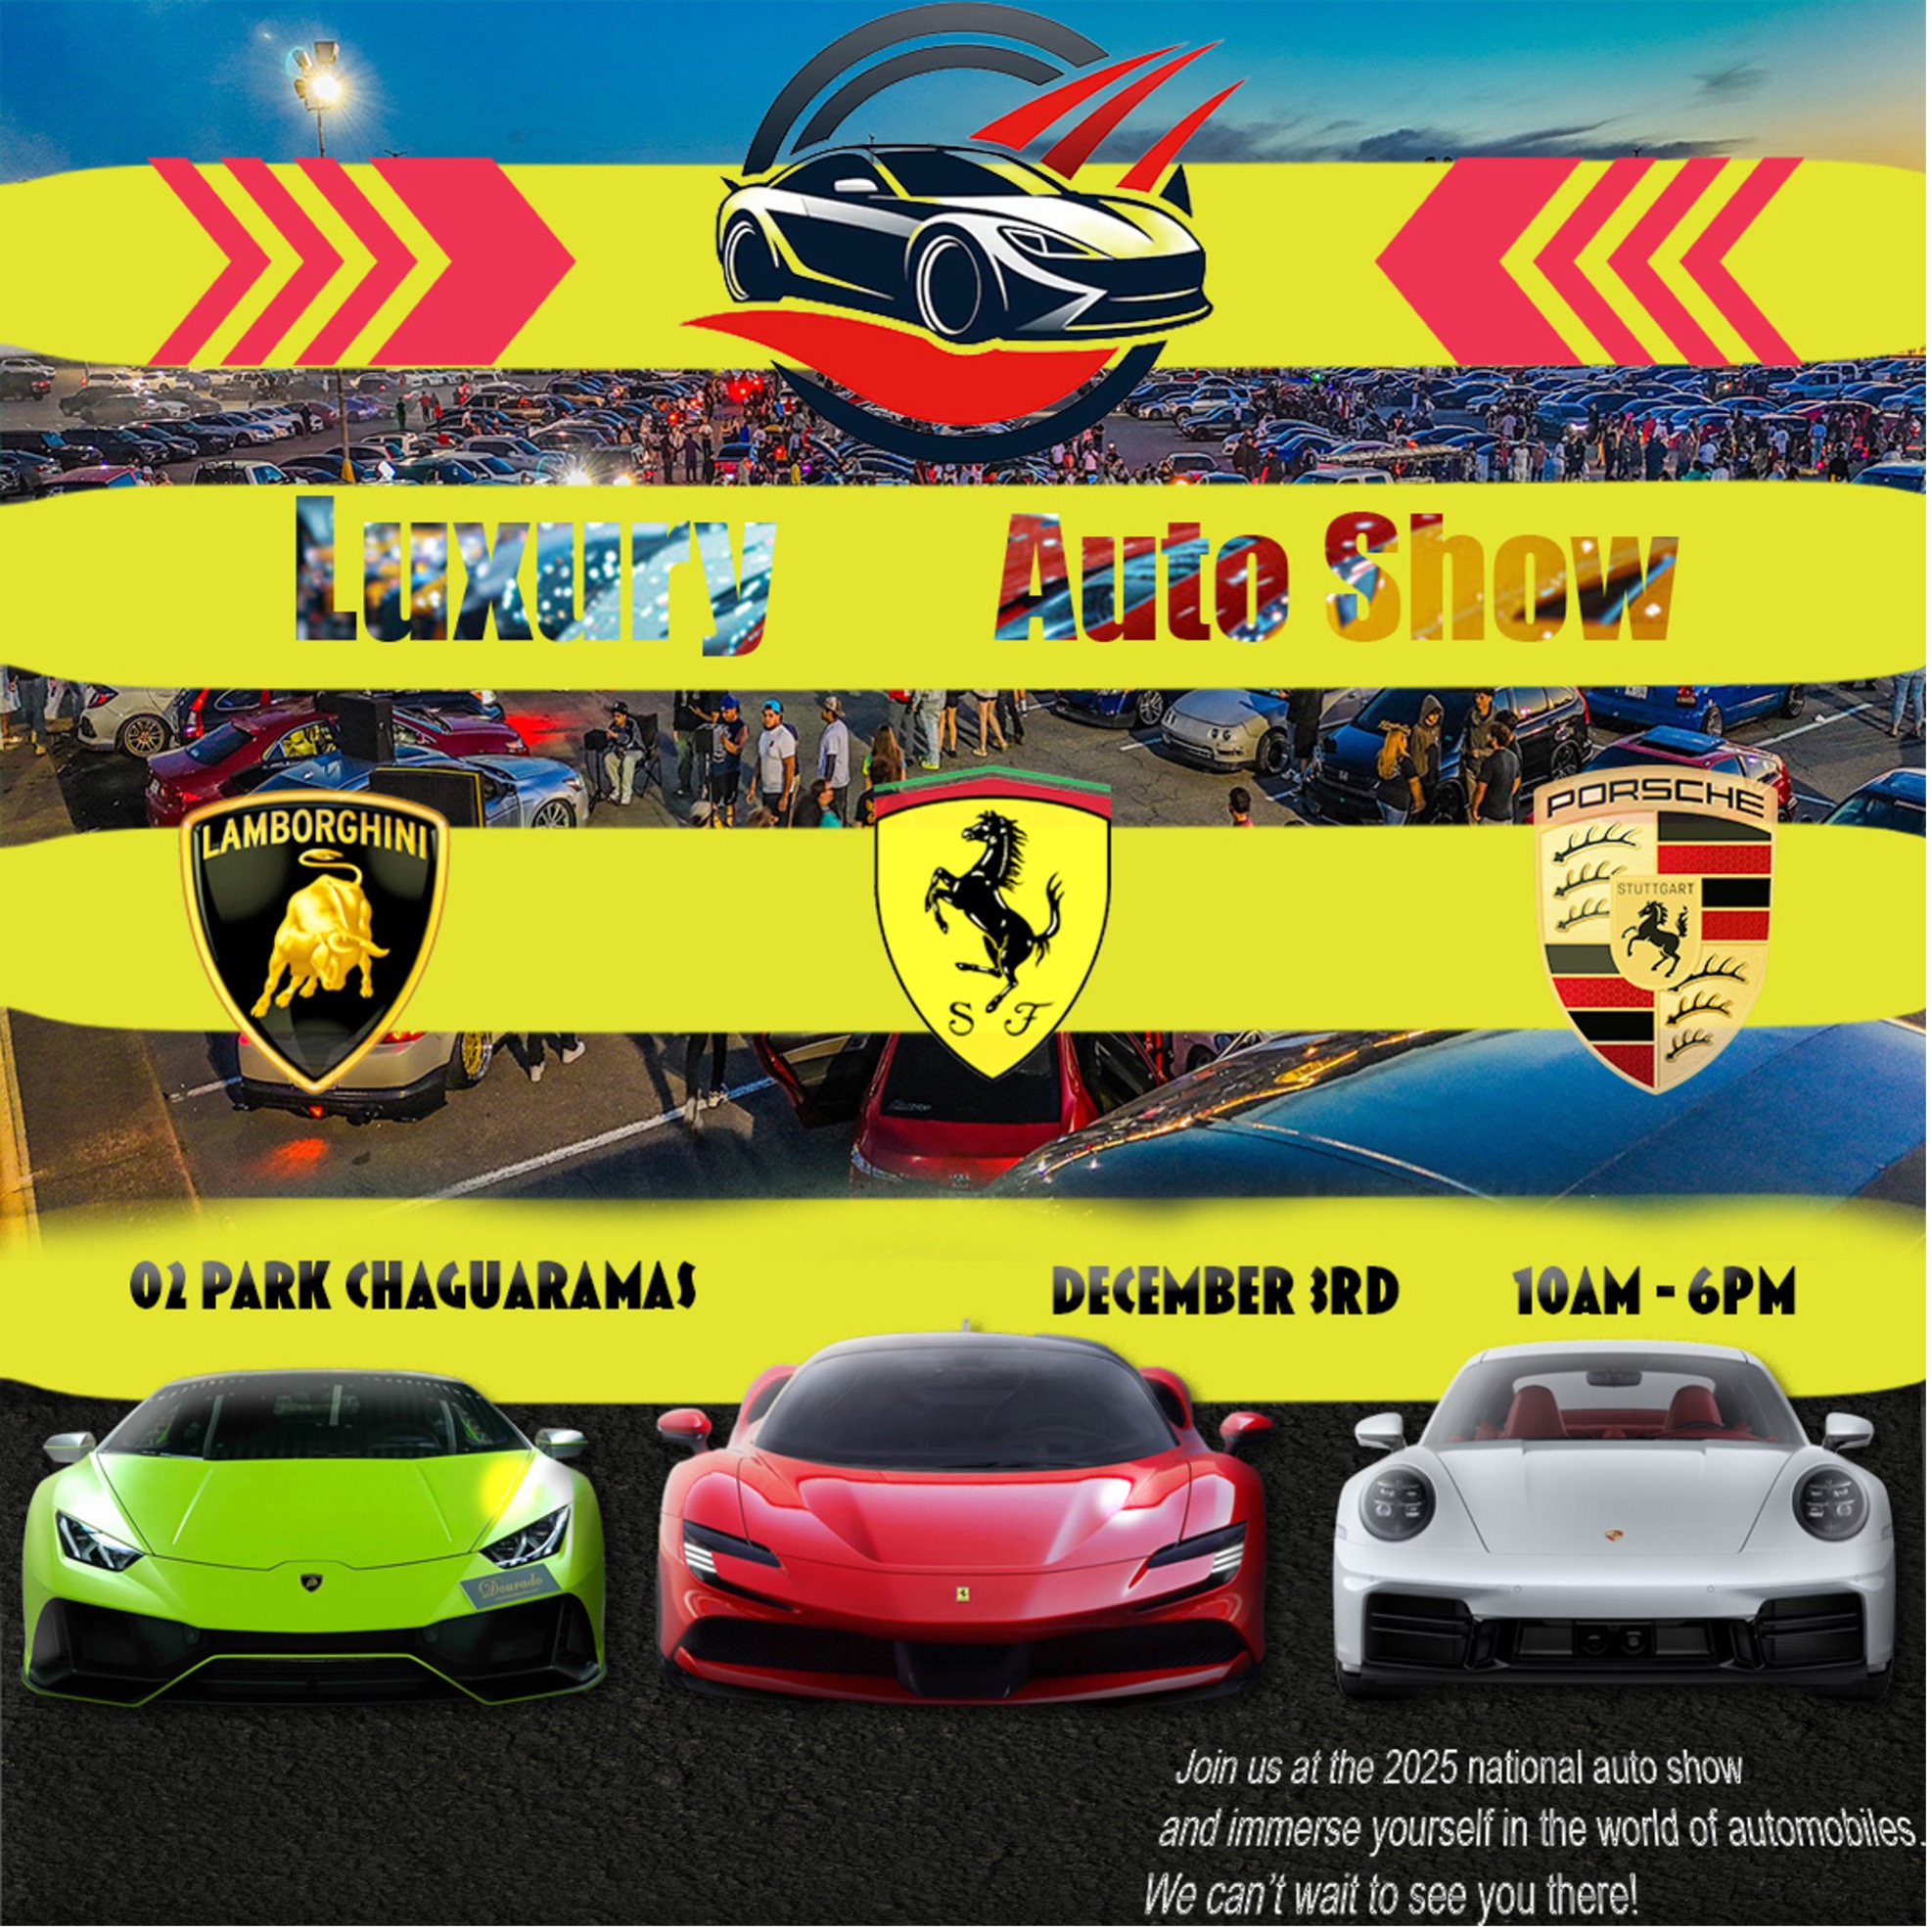 Luxury Auto Show
LAMBORGHINI
S F
PORSCHE
STUTTGART
02 PARK CHAGUARAMAS
DECEMBER 3RD
10AM - 6PM
Dourado
Join us at the 2025 national auto show
and immerse yourself in the world of automobiles.
We can't wait to see you there!